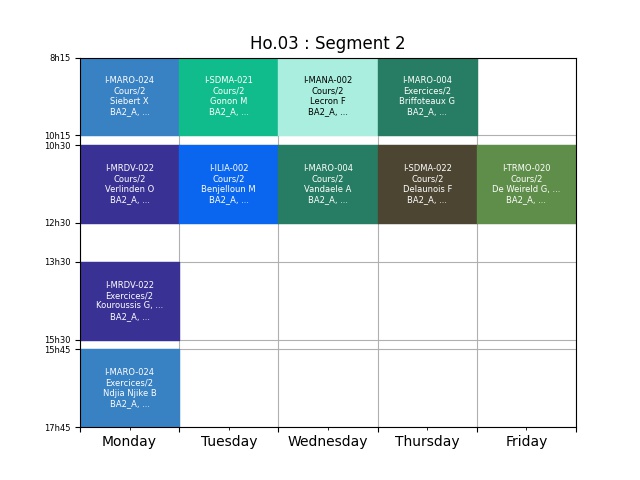 Ho.03 : Segment 2
8h15
I-MARO-024
Cours/2
Siebert X
BA2_A, ...
I-SDMA-021
Cours/2
Gonon M
BA2_A, ...
I-MANA-002
Cours/2
Lecron F
BA2_A, ...
I-MARO-004
Exercices/2
Briffoteaux G
BA2_A, ...
10h15
10h30
I-MRDV-022
Cours/2
Verlinden O
BA2_A, ...
I-ILIA-002
Cours/2
Benjelloun M
BA2_A, ...
I-MARO-004
Cours/2
Vandaele A
BA2_A, ...
I-SDMA-022
Cours/2
Delaunois F
BA2_A, ...
I-TRMO-020
Cours/2
De Weireld G, ...
BA2_A, ...
12h30
13h30
I-MRDV-022
Exercices/2
Kouroussis G, ...
BA2_A, ...
15h30
15h45
I-MARO-024
Exercices/2
Ndjia Njike B
BA2_A, ...
17h45
Monday
Tuesday
Wednesday
Thursday
Friday